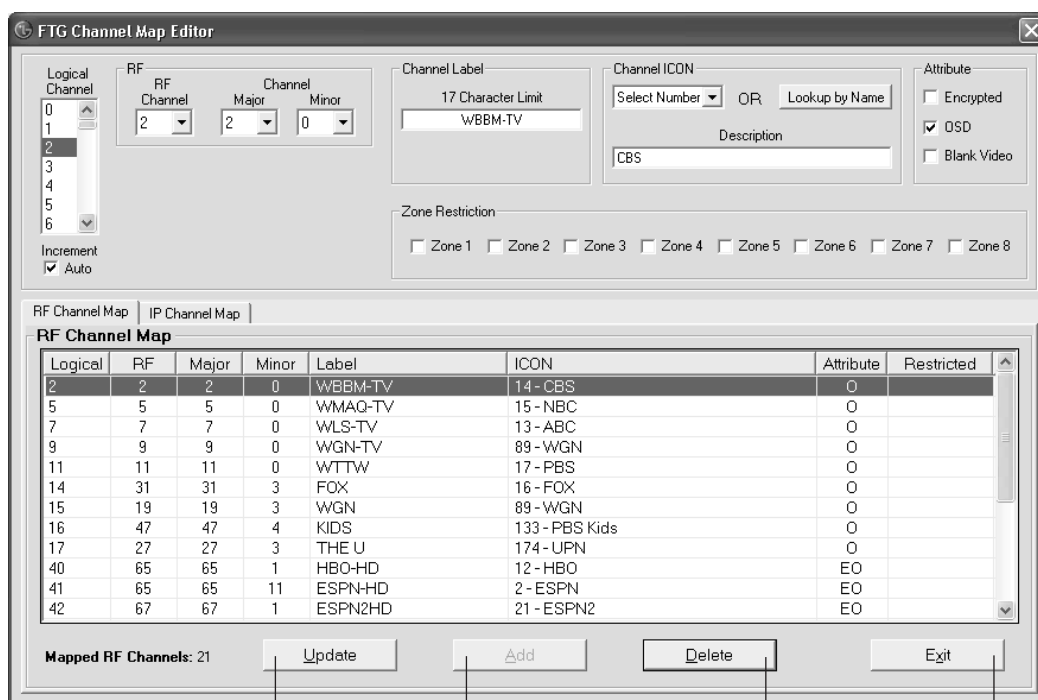 FTG Channel Map Editor
Logical Channel
0
1
2
3
4
5
6
Increment
Auto
RF
RF Channel
2
Channel
Major Minor
2 0
Channel Label
17 Character Limit
WBBM-TV
Channel ICON
Select Number OR Lookup by Name
Description
CBS
Attribute
Encrypted
OSD
Blank Video
Zone Restriction
Zone 1 Zone 2 Zone 3 Zone 4 Zone 5 Zone 6 Zone 7 Zone 8
RF Channel Map IP Channel Map
RF Channel Map
Logical RF Major Minor Label ICON Attribute Restricted
2 2 2 0 WBBM-TV 14 - CBS O
5 5 5 0 WMAQ-TV 15 - NBC O
7 7 7 0 WLS-TV 13 - ABC O
9 9 9 0 WGN-TV 89 - WGN O
11 11 11 0 WTTW 17 - PBS O
14 31 31 3 FOX 16 - FOX O
15 19 19 3 WGN 89 - WGN O
16 47 47 4 KIDS 133 - PBS Kids O
17 27 27 3 THE U 174 - UPN O
40 65 65 1 HBO-HD 12 - HBO EO
41 65 65 11 ESPN-HD 2 - ESPN EO
42 67 67 1 ESPN2HD 21 - ESPN2 EO
Mapped RF Channels: 21
Update Add Delete Exit